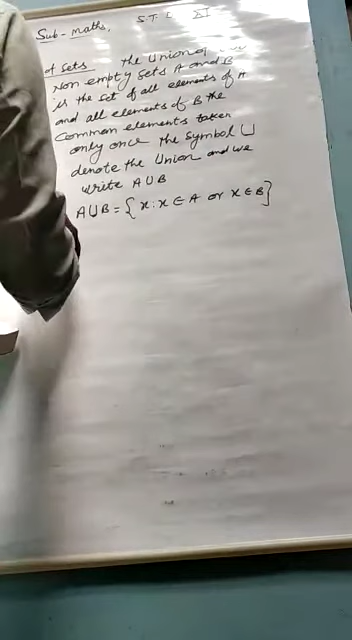 Sub- maths, S.T. I XI
of Sets. the Union of
Non empty sets A and B
is the set of all elements of A
and all elements of B the
Common elements taken
only once the symbol U
denote the Union and we
write A U B
A U B = { x : x ∈ A or x ∈ B }